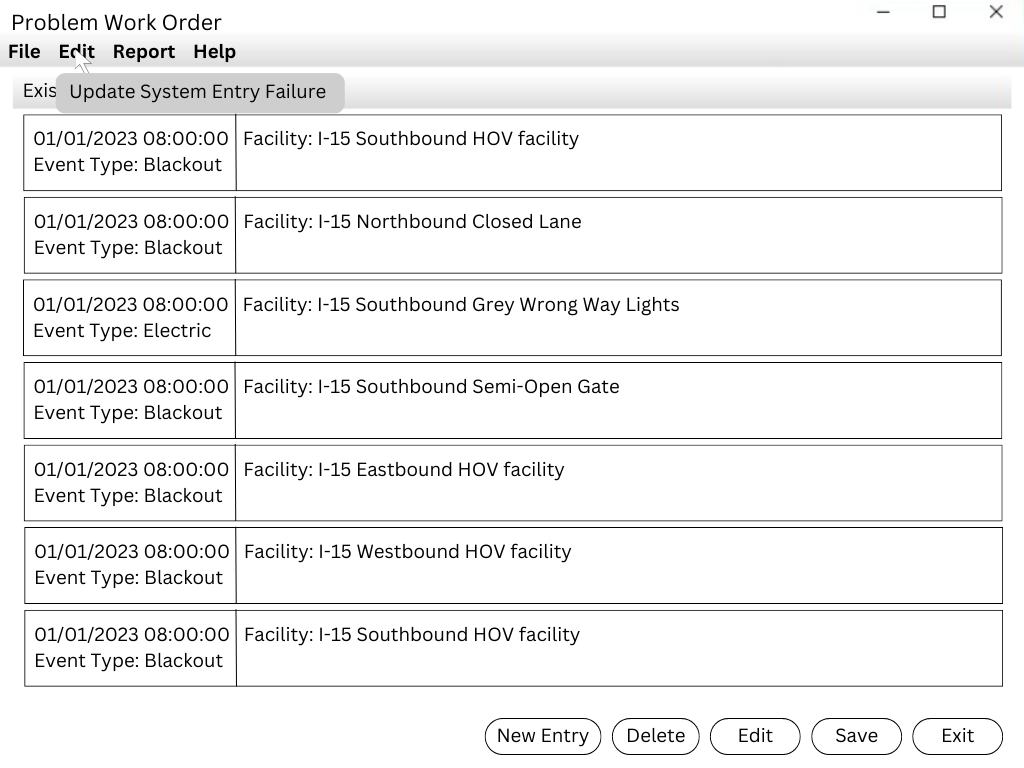 Problem Work Order
File Edit Report Help
Exis
Update System Entry Failure
01/01/2023 08:00:00
Event Type: Blackout
Facility: I-15 Southbound HOV facility
01/01/2023 08:00:00
Event Type: Blackout
Facility: I-15 Northbound Closed Lane
01/01/2023 08:00:00
Event Type: Electric
Facility: I-15 Southbound Grey Wrong Way Lights
01/01/2023 08:00:00
Event Type: Blackout
Facility: I-15 Southbound Semi-Open Gate
01/01/2023 08:00:00
Event Type: Blackout
Facility: I-15 Eastbound HOV facility
01/01/2023 08:00:00
Event Type: Blackout
Facility: I-15 Westbound HOV facility
01/01/2023 08:00:00
Event Type: Blackout
Facility: I-15 Southbound HOV facility
New Entry Delete Edit Save Exit